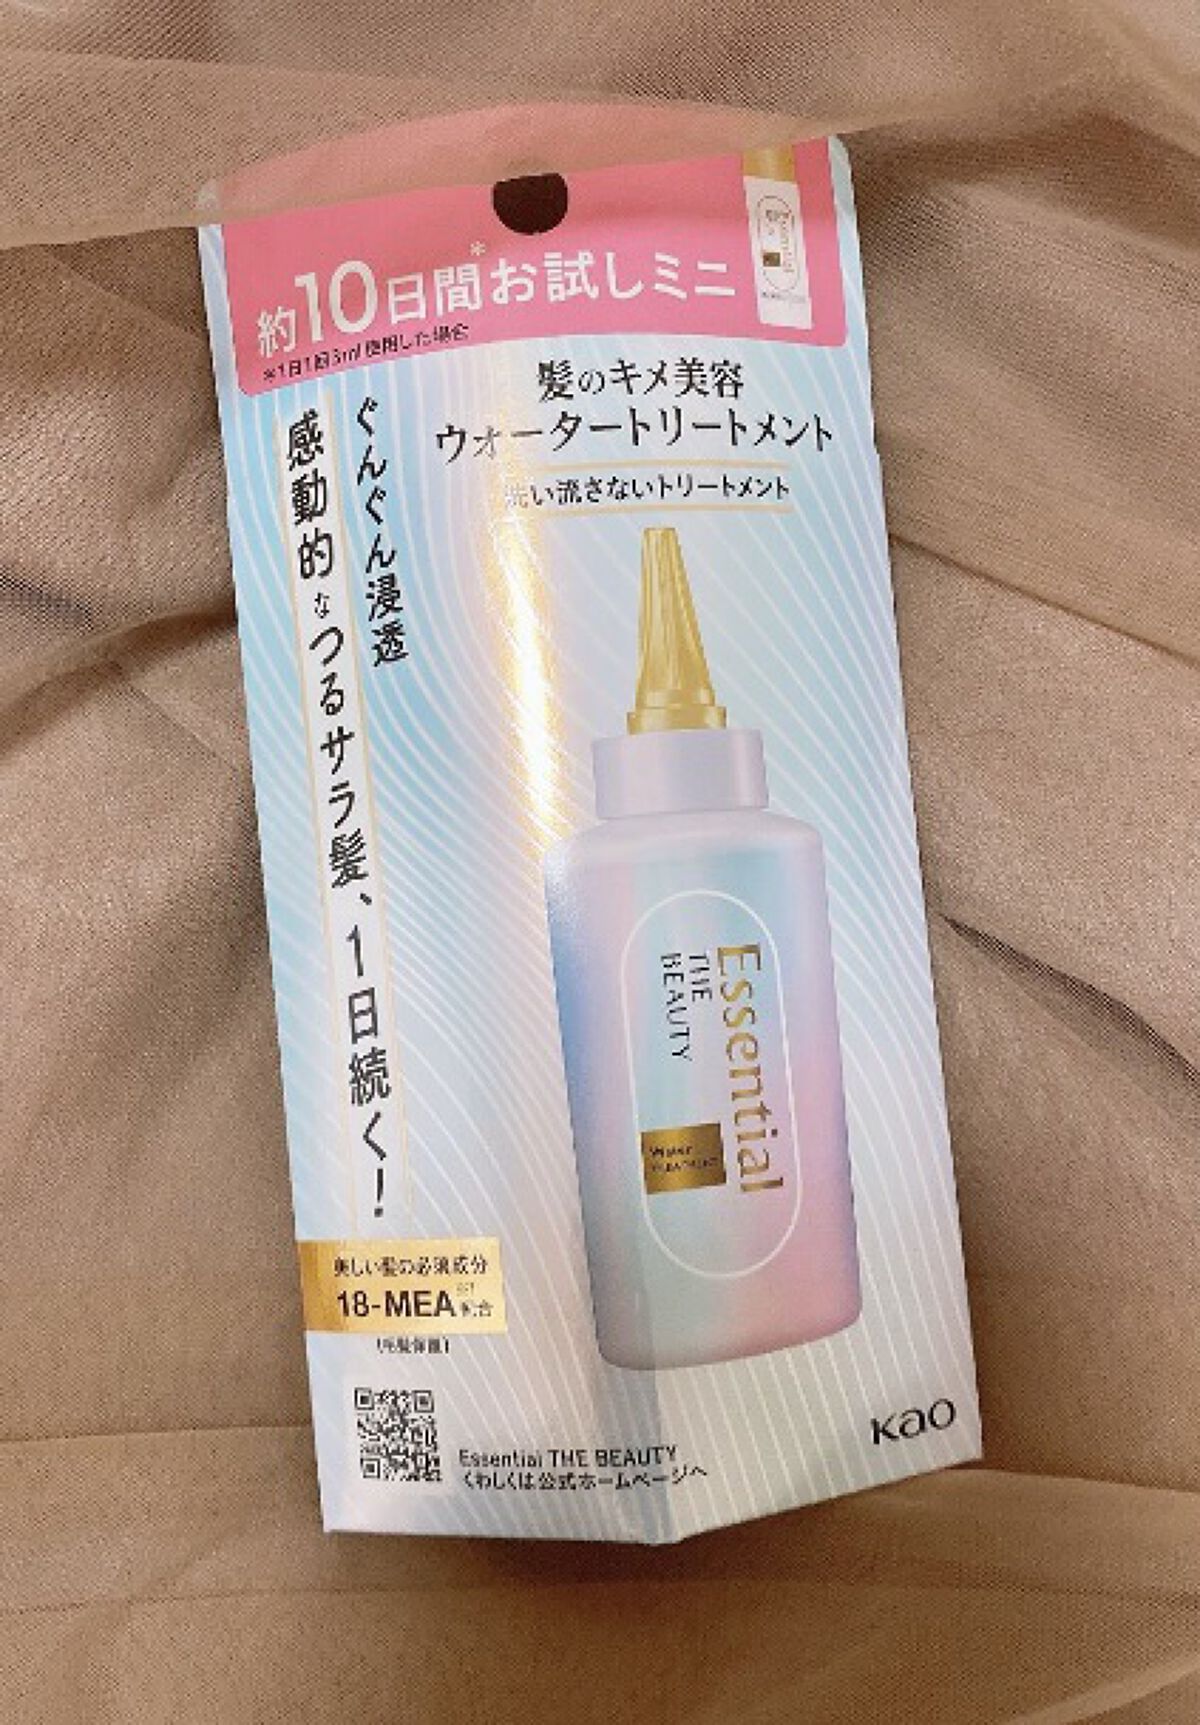 約10日間*お試しミニ
*1日1回3ml使用した場合
髪のキメ美容
ウォータートリートメント
洗い流さないトリートメント
ぐんぐん浸透
感動的なつるサラ髪、1日続く!
Essential
THE
BEAUTY
美しい髪の必須成分
18-MEA 配合
Essential THE BEAUTY
くわしくは公式ホームページへ
Kao